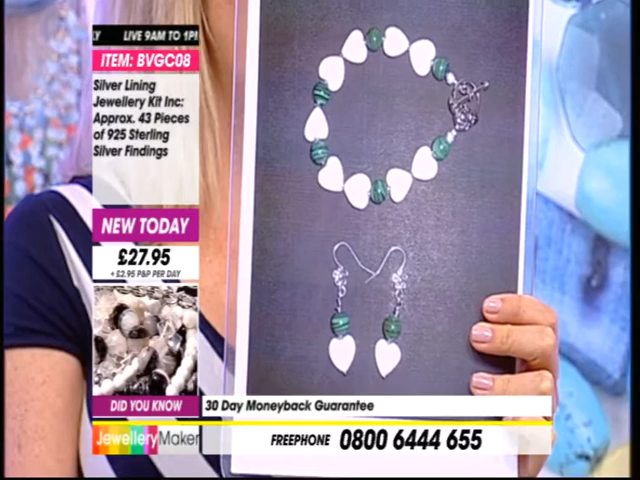 LY LIVE 9AM TO 1P
ITEM: BVGC08
Silver Lining
Jewellery Kit Inc:
Approx. 43 Pieces
of 925 Sterling
Silver Findings
NEW TODAY
£27.95
+ £2.95 P&P PER DAY
DID YOU KNOW
30 Day Moneyback Guarantee
JewelleryMaker
FREEPHONE 0800 6444 655